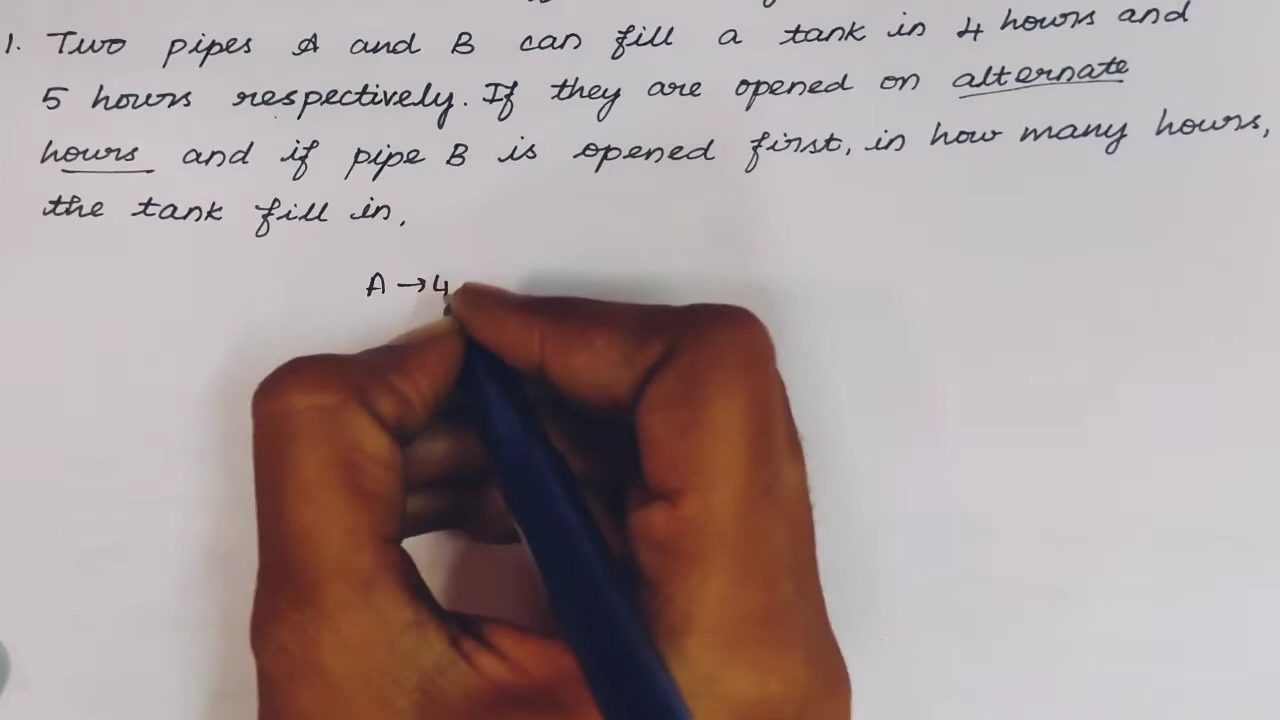 1. Two pipes A and B can fill a tank in 4 hours and
5 hours respectively. If they are opened on alternate
hours and if pipe B is opened first, in how many hours,
the tank fill in.
A → 4